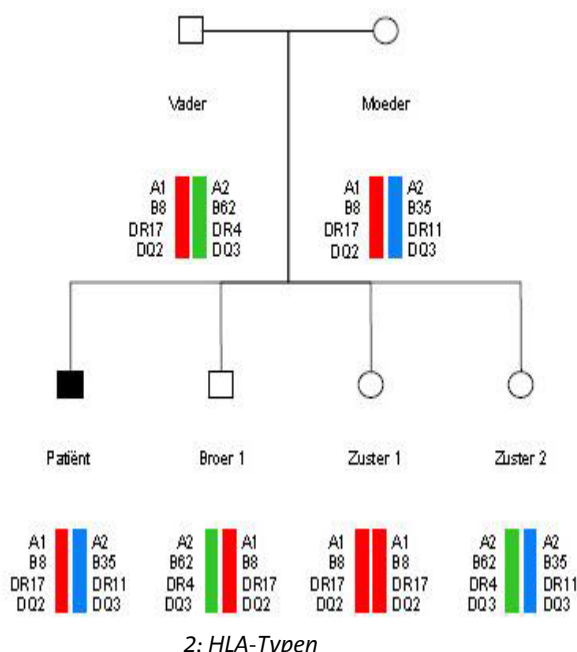 Vader Moeder
A1 A2 A1 A2
B8 B62 B8 B35
DR17 DR4 DR17 DR11
DQ2 DQ3 DQ2 DQ3
Patiënt Broer 1 Zuster 1 Zuster 2
A1 A2 A2 A1 A1 A1 A2 A2
B8 B35 B62 B8 B8 B8 B62 B35
DR17 DR11 DR4 DR17 DR17 DR17 DR4 DR11
DQ2 DQ3 DQ3 DQ2 DQ2 DQ2 DQ3 DQ3
2: HLA-Typen